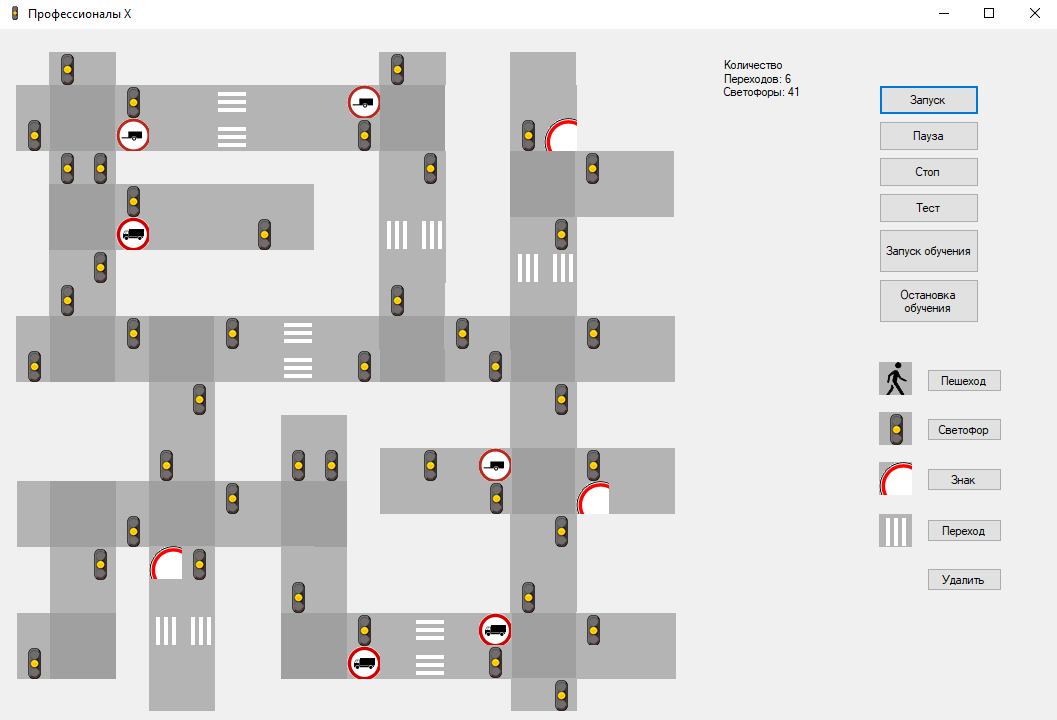 Профессионалы X
Количество
Переходов: 6
Светофоры: 41
Запуск
Пауза
Стоп
Тест
Запуск обучения
Остановка
обучения
Пешеход
Светофор
Знак
Переход
Удалить